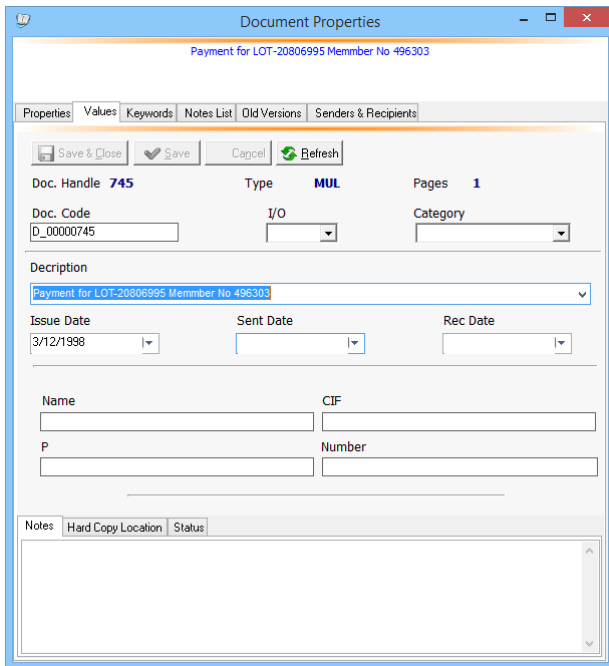 Document Properties
Payment for LOT-20806995 Memmber No 496303
Properties Values Keywords Notes List Old Versions Senders & Recipients
Save & Close Save Cancel Refresh
Doc. Handle 745 Type MUL Pages 1
Doc. Code I/O Category
D_00000745
Decription
Payment for LOT-20806995 Memmber No 496303
Issue Date Sent Date Rec Date
3/12/1998
Name CIF
P Number
Notes Hard Copy Location Status